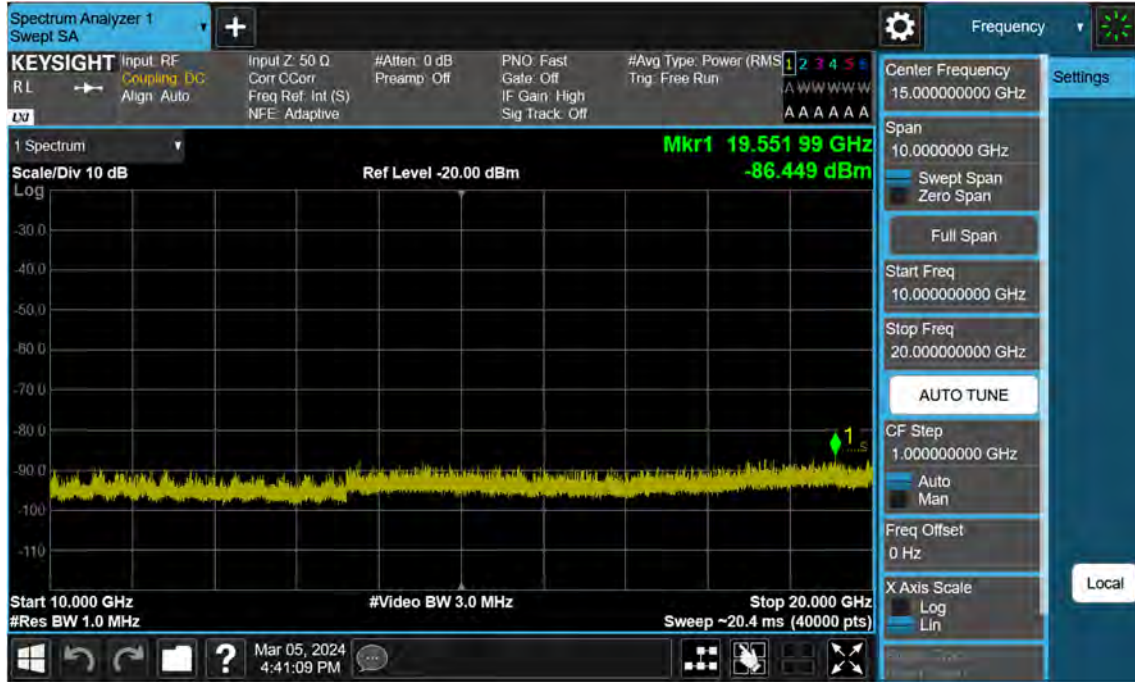 Spectrum Analyzer 1
Swept SA
+
Frequency
KEYSIGHT
RL
LXI
Input: RF
Coupling: DC
Align: Auto
Input Z: 50 Ω
Corr CCorr
Freq Ref: Int (S)
NFE: Adaptive
#Atten: 0 dB
Preamp: Off
PNO: Fast
Gate: Off
IF Gain: High
Sig Track: Off
#Avg Type: Power (RMS
Trig: Free Run
1 2 3 4 5 6
A W W W W W
A A A A A A
Center Frequency
15.000000000 GHz
Settings
1 Spectrum
Mkr1 19.551 99 GHz
Scale/Div 10 dB
Ref Level -20.00 dBm
-86.449 dBm
Span
10.0000000 GHz
Swept Span
Zero Span
Full Span
Start Freq
10.000000000 GHz
Stop Freq
20.000000000 GHz
AUTO TUNE
CF Step
1.000000000 GHz
Auto
Man
Freq Offset
0 Hz
X Axis Scale
Log
Lin
Local
Log
-30.0
-40.0
-50.0
-60.0
-70.0
-80.0
-90.0
-100
-110
1
S
Start 10.000 GHz
#Video BW 3.0 MHz
Stop 20.000 GHz
#Res BW 1.0 MHz
Sweep ~20.4 ms (40000 pts)
?
Mar 05, 2024
4:41:09 PM